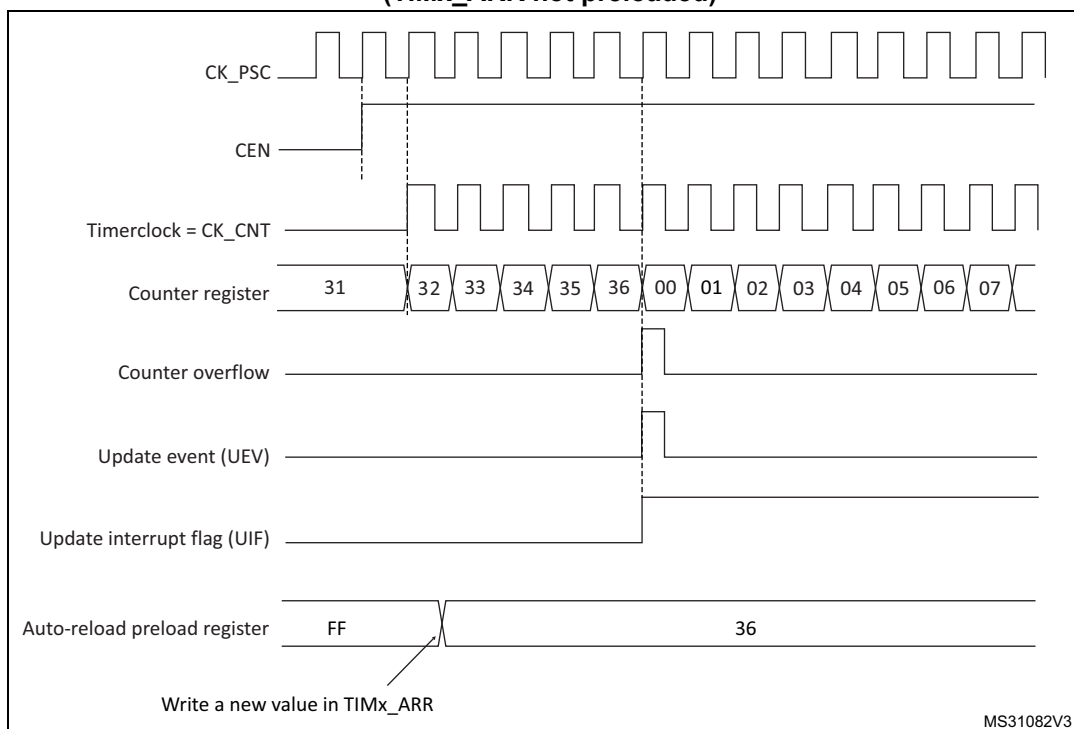 (TIMx_ARR not preloaded)
CK_PSC
CEN
Timerclock = CK_CNT
Counter register 31 32 33 34 35 36 00 01 02 03 04 05 06 07
Counter overflow
Update event (UEV)
Update interrupt flag (UIF)
Auto-reload preload register FF 36
Write a new value in TIMx_ARR
MS31082V3